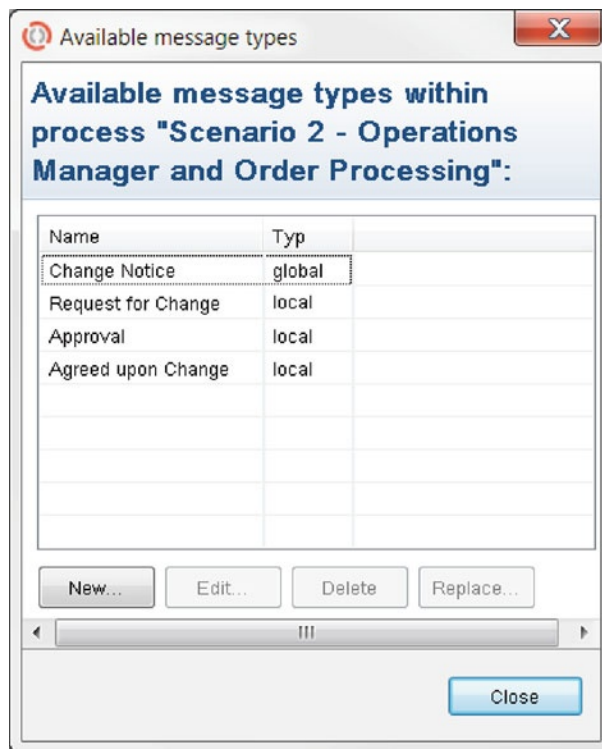 Available message types
X
Available message types within
process "Scenario 2 - Operations
Manager and Order Processing":
Name Typ
Change Notice global
Request for Change local
Approval local
Agreed upon Change local
New... Edit... Delete Replace...
Close